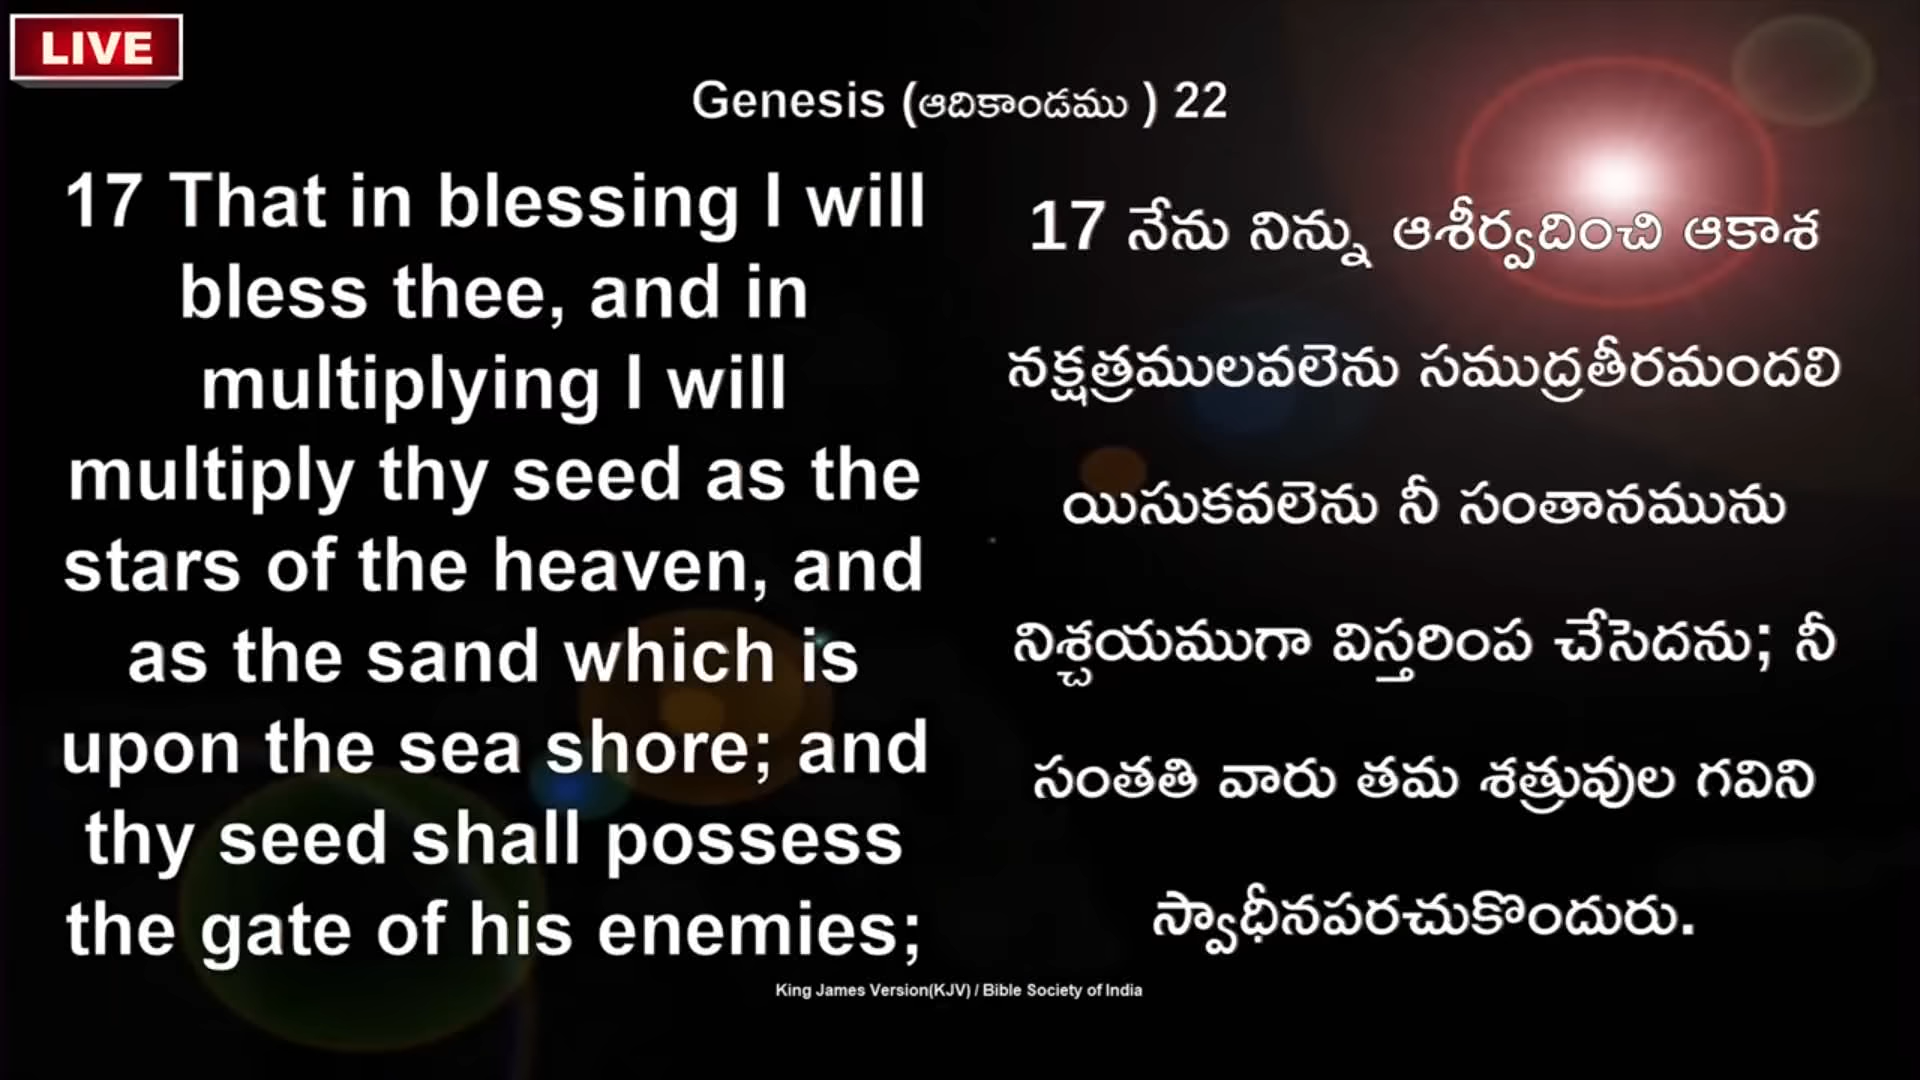 LIVE
Genesis (ఆదికాండము ) 22
17 That in blessing I will
bless thee, and in
multiplying I will
multiply thy seed as the
stars of the heaven, and
as the sand which is
upon the sea shore; and
thy seed shall possess
the gate of his enemies;
17 నేను నిన్ను ఆశీర్వదించి ఆకాశ
నక్షత్రములవలెను సముద్రతీరమందలి
యిసుకవలెను నీ సంతానమును
నిశ్చయముగా విస్తరింప చేసెదను; నీ
సంతతి వారు తమ శత్రువుల గవిని
స్వాధీనపరచుకొందురు.
King James Version(KJV) / Bible Society of India